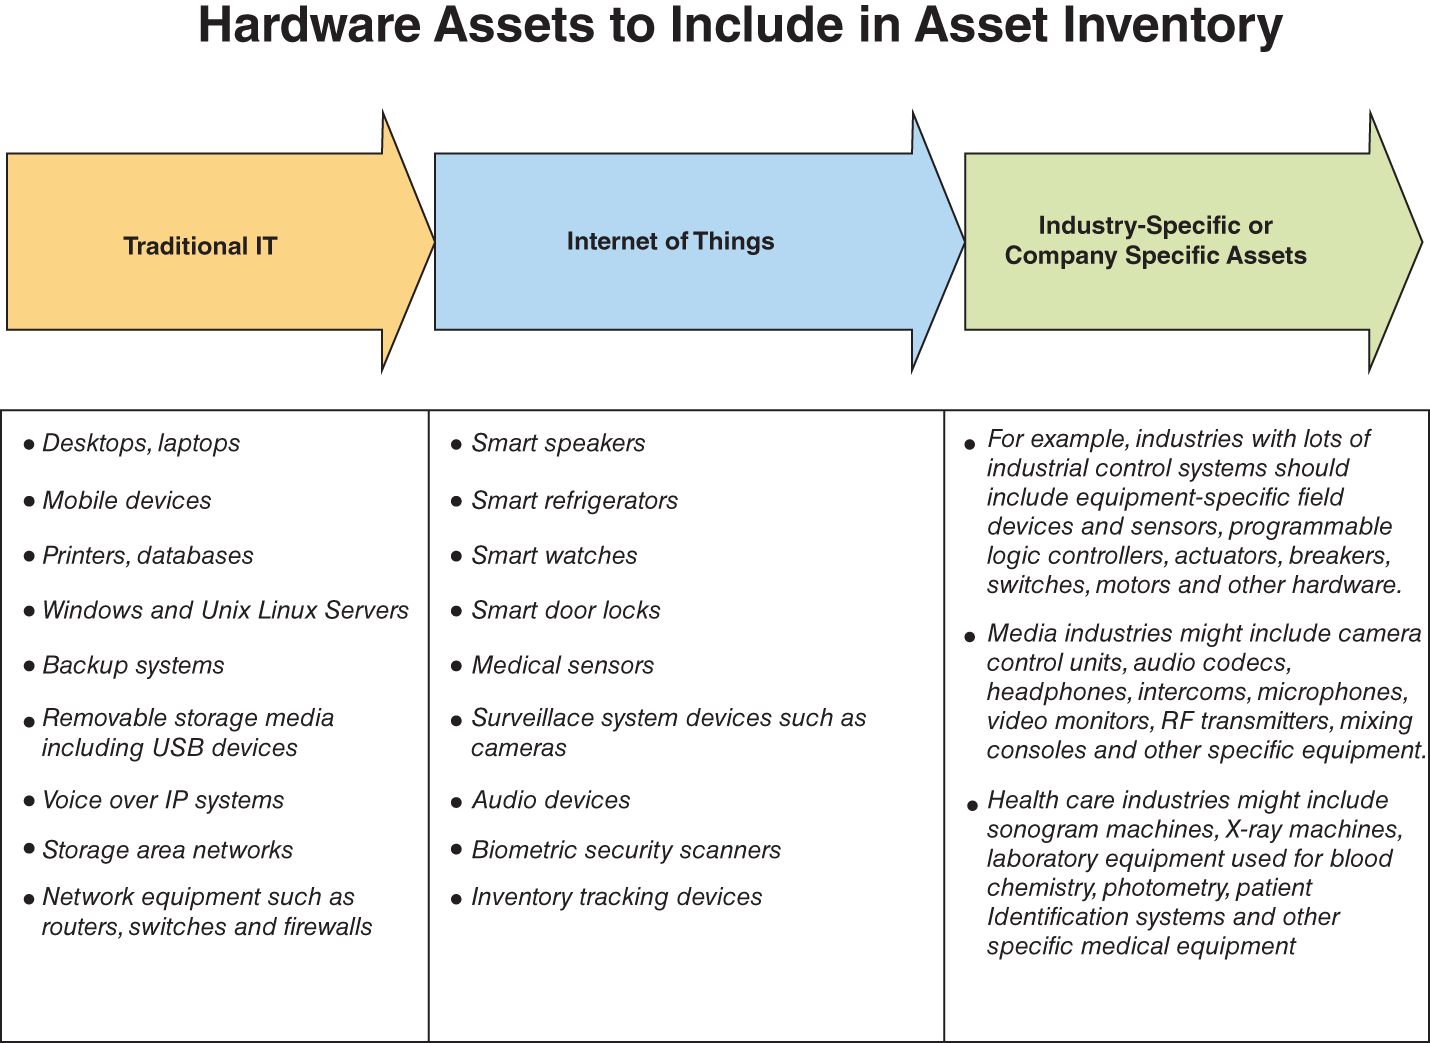 Hardware Assets to Include in Asset Inventory
Traditional IT
Internet of Things
Industry-Specific or
Company Specific Assets
• Desktops, laptops
• Mobile devices
• Printers, databases
• Windows and Unix Linux Servers
• Backup systems
• Removable storage media
including USB devices
• Voice over IP systems
• Storage area networks
• Network equipment such as
routers, switches and firewalls
• Smart speakers
• Smart refrigerators
• Smart watches
• Smart door locks
• Medical sensors
• Surveillace system devices such as
cameras
• Audio devices
• Biometric security scanners
• Inventory tracking devices
• For example, industries with lots of
industrial control systems should
include equipment-specific field
devices and sensors, programmable
logic controllers, actuators, breakers,
switches, motors and other hardware.
• Media industries might include camera
control units, audio codecs,
headphones, intercoms, microphones,
video monitors, RF transmitters, mixing
consoles and other specific equipment.
• Health care industries might include
sonogram machines, X-ray machines,
laboratory equipment used for blood
chemistry, photometry, patient
Identification systems and other
specific medical equipment